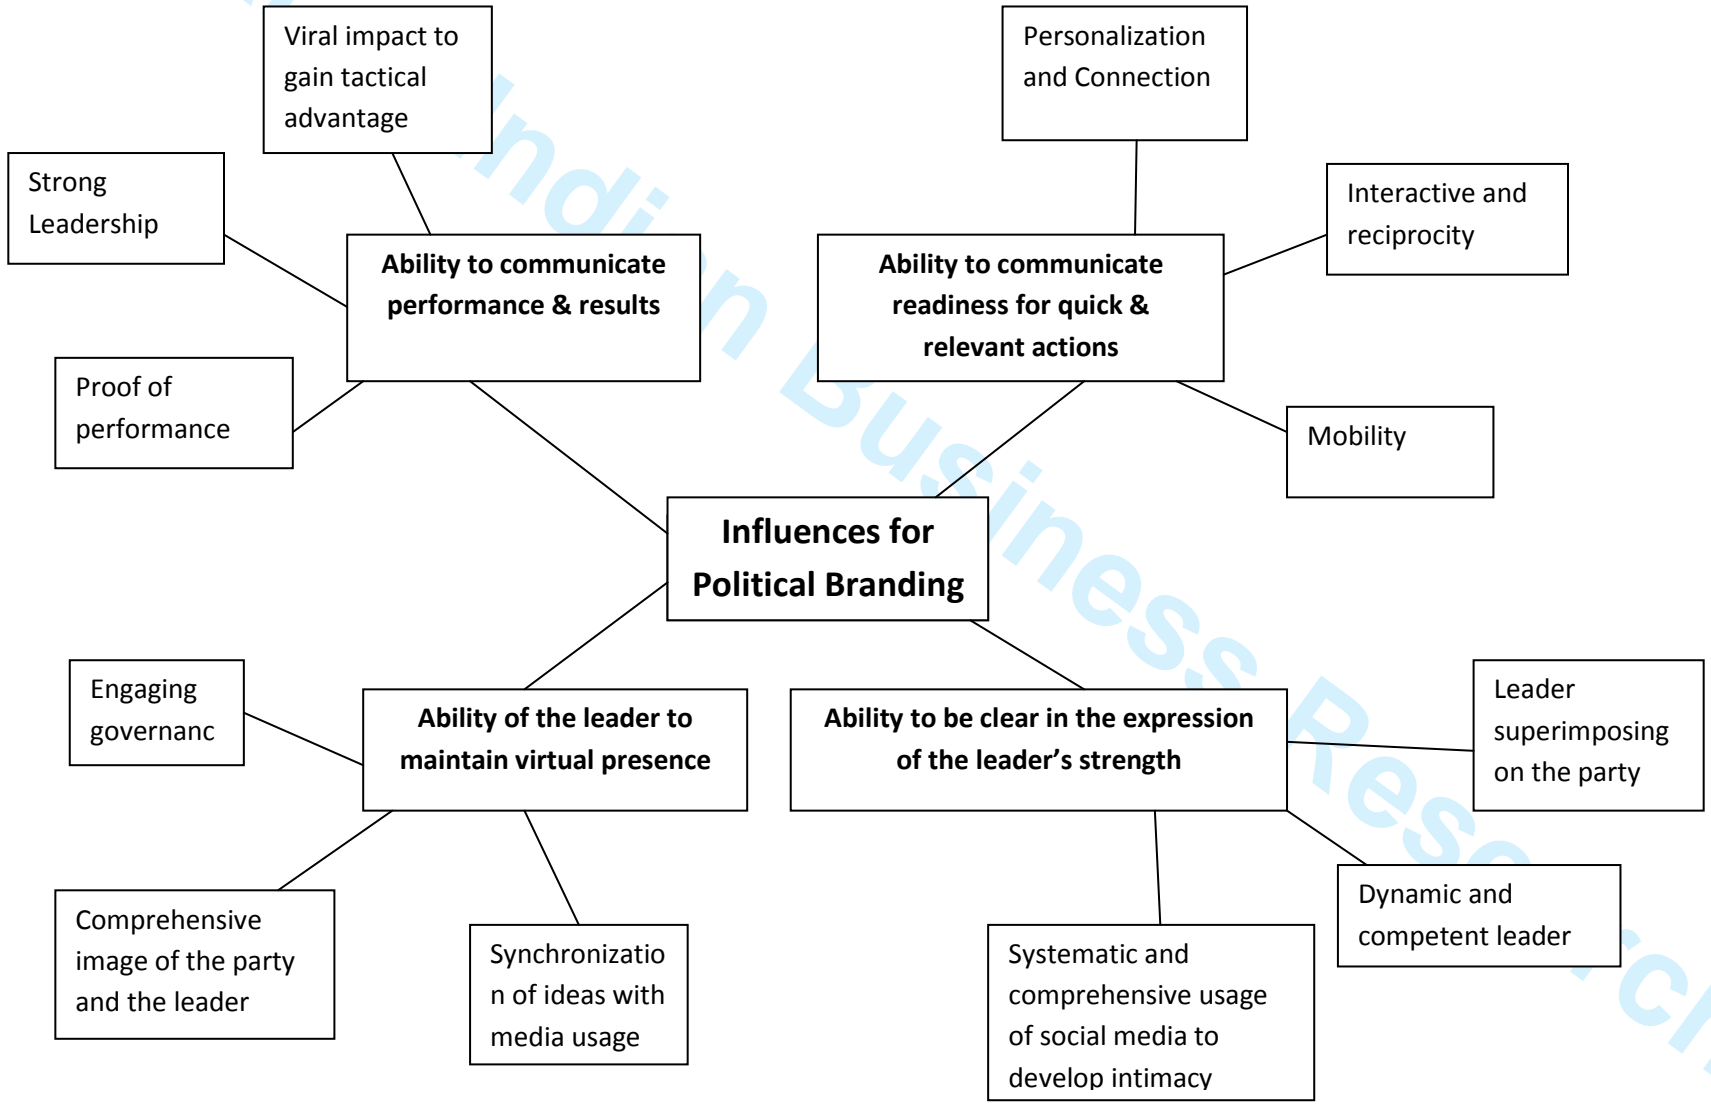 Viral impact to
gain tactical
advantage
Personalization
and Connection
Strong
Leadership
Interactive and
reciprocity
Ability to communicate
performance & results
Ability to communicate
readiness for quick &
relevant actions
Proof of
performance
Mobility
Influences for
Political Branding
Engaging
governanc
Ability of the leader to
maintain virtual presence
Ability to be clear in the expression
of the leader’s strength
Leader
superimposing
on the party
Comprehensive
image of the party
and the leader
Synchronizatio
n of ideas with
media usage
Systematic and
comprehensive usage
of social media to
develop intimacy
Dynamic and
competent leader
Indian Business Research